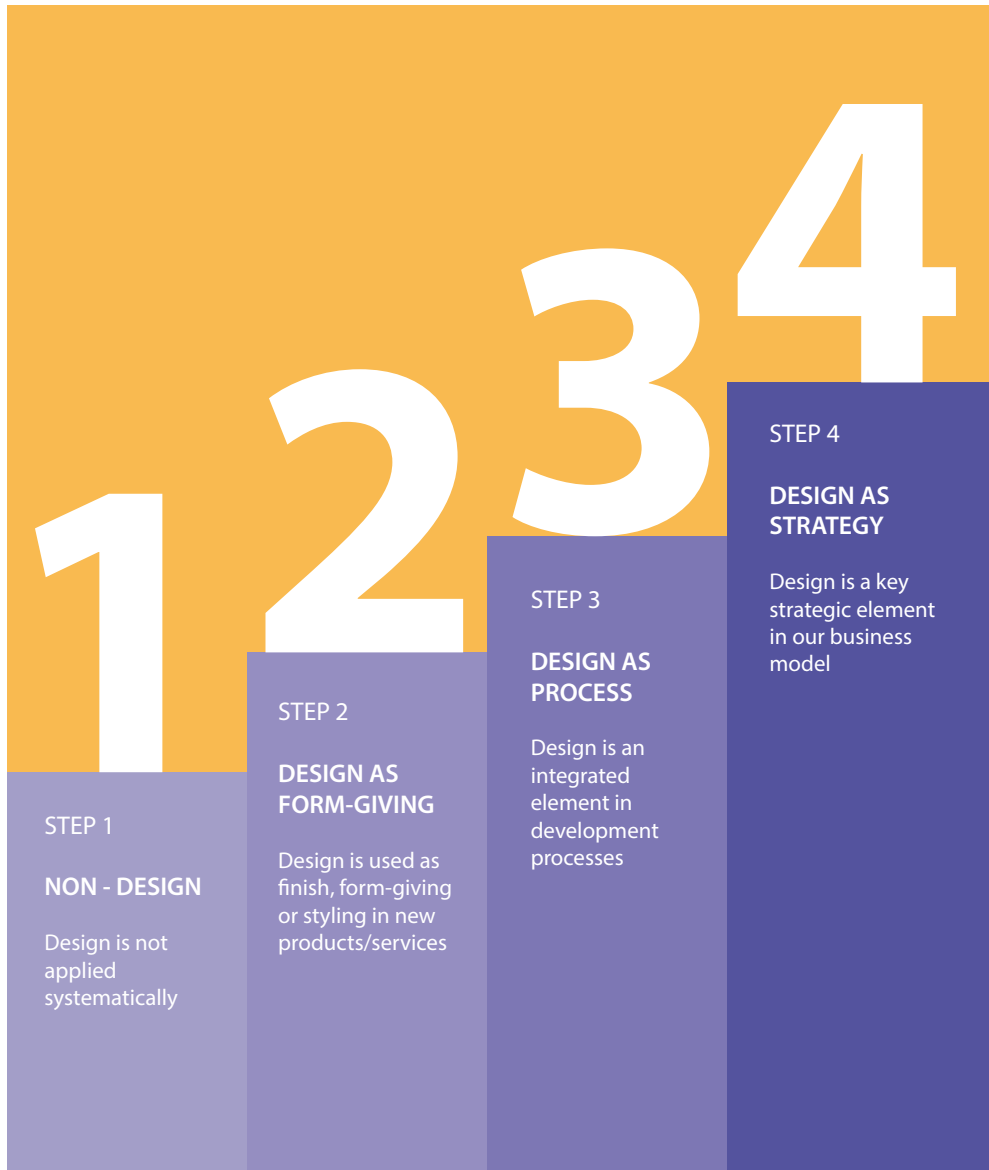 1
STEP 1
NON - DESIGN
Design is not
applied
systematically
2
STEP 2
DESIGN AS
FORM-GIVING
Design is used as
finish, form-giving
or styling in new
products/services
3
STEP 3
DESIGN AS
PROCESS
Design is an
integrated
element in
development
processes
4
STEP 4
DESIGN AS
STRATEGY
Design is a key
strategic element
in our business
model